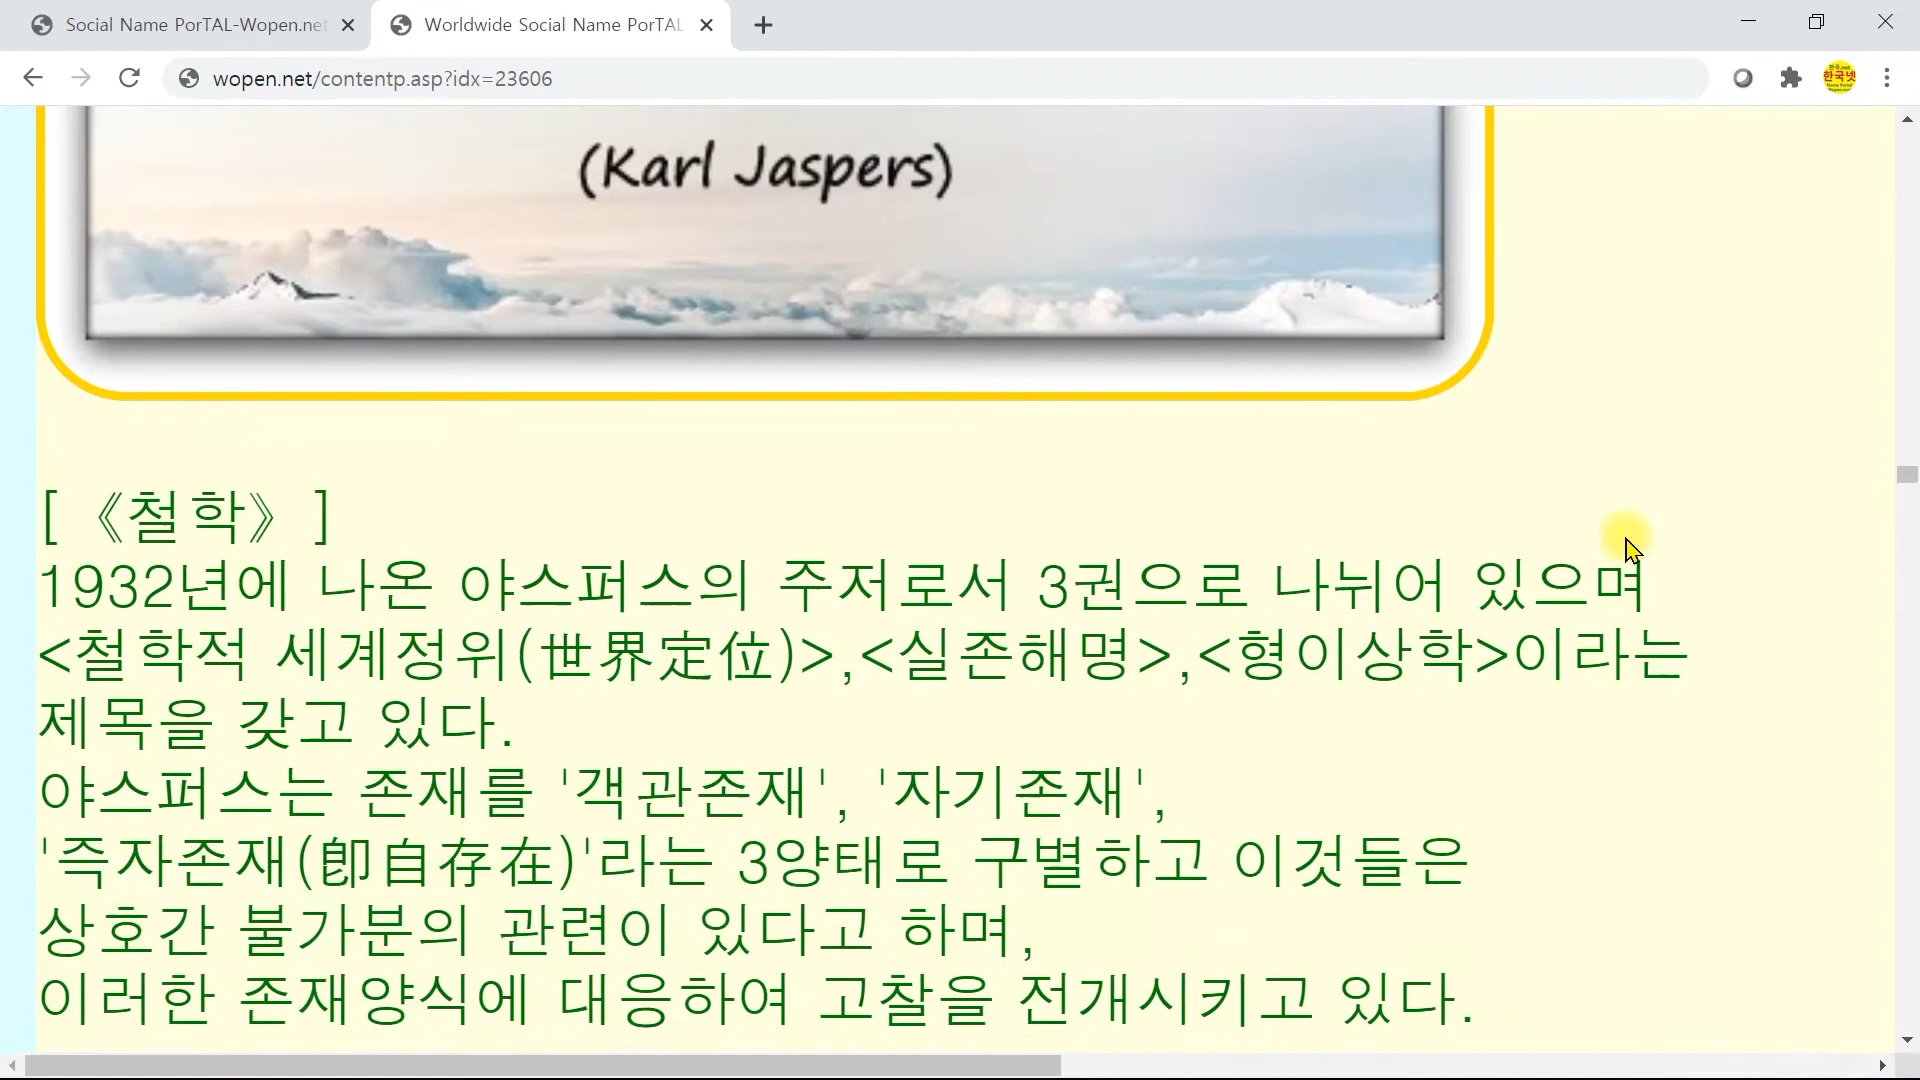 Social Name PorTAL-Wopen.net
Worldwide Social Name PorTAL
wopen.net/contentp.asp?idx=23606
한국넷
(Karl Jaspers)
[ 《철학》 ]
1932년에 나온 야스퍼스의 주저로서 3권으로 나뉘어 있으며
<철학적 세계정위(世界定位)>,<실존해명>,<형이상학>이라는
제목을 갖고 있다.
야스퍼스는 존재를 '객관존재', '자기존재',
'즉자존재(卽自存在)'라는 3양태로 구별하고 이것들은
상호간 불가분의 관련이 있다고 하며,
이러한 존재양식에 대응하여 고찰을 전개시키고 있다.